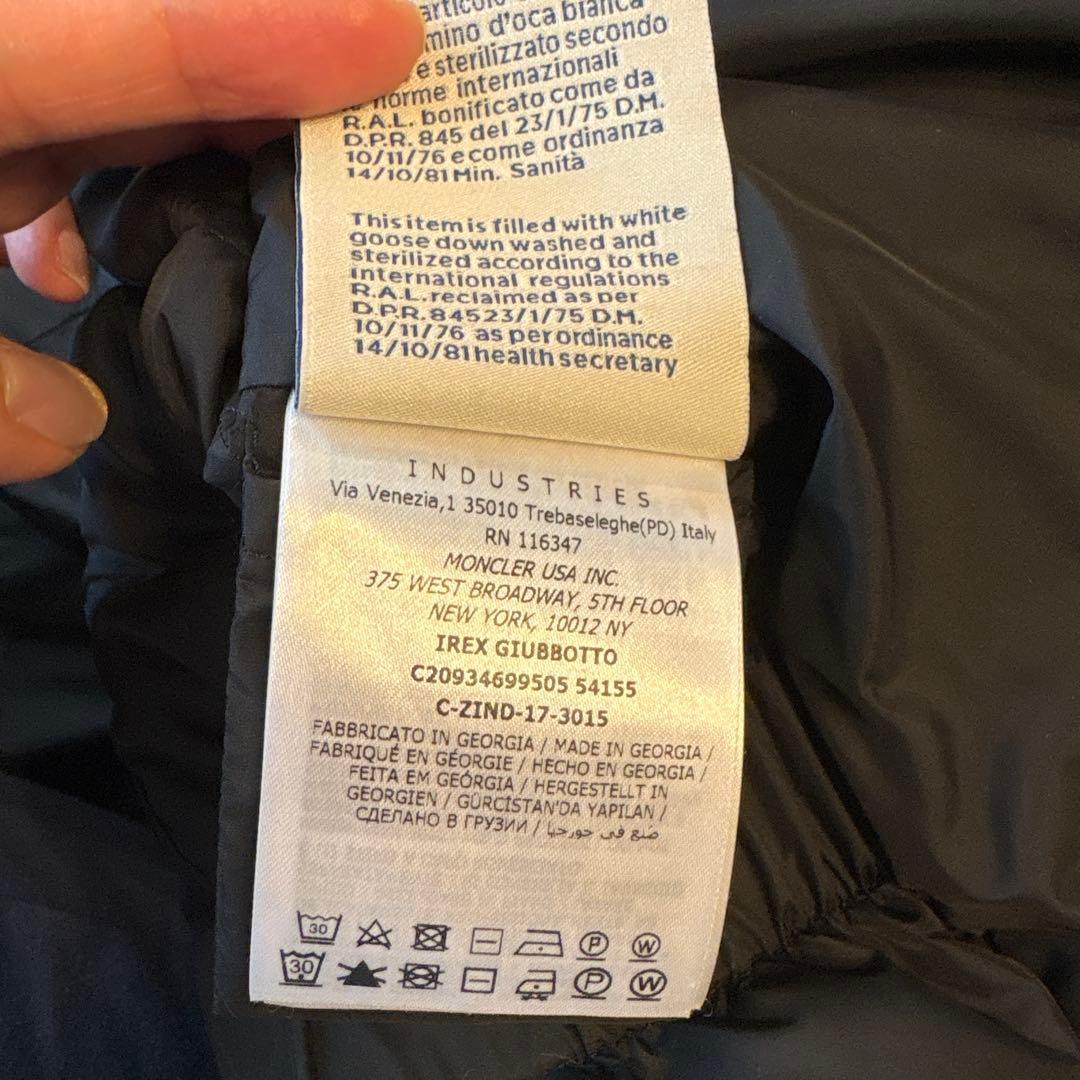 d'oca bianca
e sterilizzato secondo
norme internazionali
R.A.L. bonificato come da
D.P.R. 845 del 23/1/75 D.M.
10/11/76 e come ordinanza
14/10/81 Min. Sanità
This item is filled with white
goose down washed and
sterilized according to the
international regulations
R.A.L. reclaimed as per
D.P.R. 84523/1/75 D.M.
10/11/76 as per ordinance
14/10/81 health secretary
INDUSTRIES
Via Venezia,1 35010 Trebaseleghe(PD) Italy
RN 116347
MONCLER USA INC.
375 WEST BROADWAY, 5TH FLOOR
NEW YORK, 10012 NY
IREX GIUBBOTTO
C20934699505 54155
C-ZIND-17-3015
FABBRICATO IN GEORGIA / MADE IN GEORGIA /
FABRIQUÉ EN GÉORGIE / HECHO EN GEORGIA /
FEITA EM GEÓRGIA / HERGESTELLT IN
GEORGIEN / GÜRCİSTAN'DA YAPILAN /
СДЕЛАНО В ГРУЗИИ / صنع في جورجيا
30 P W
30 P W